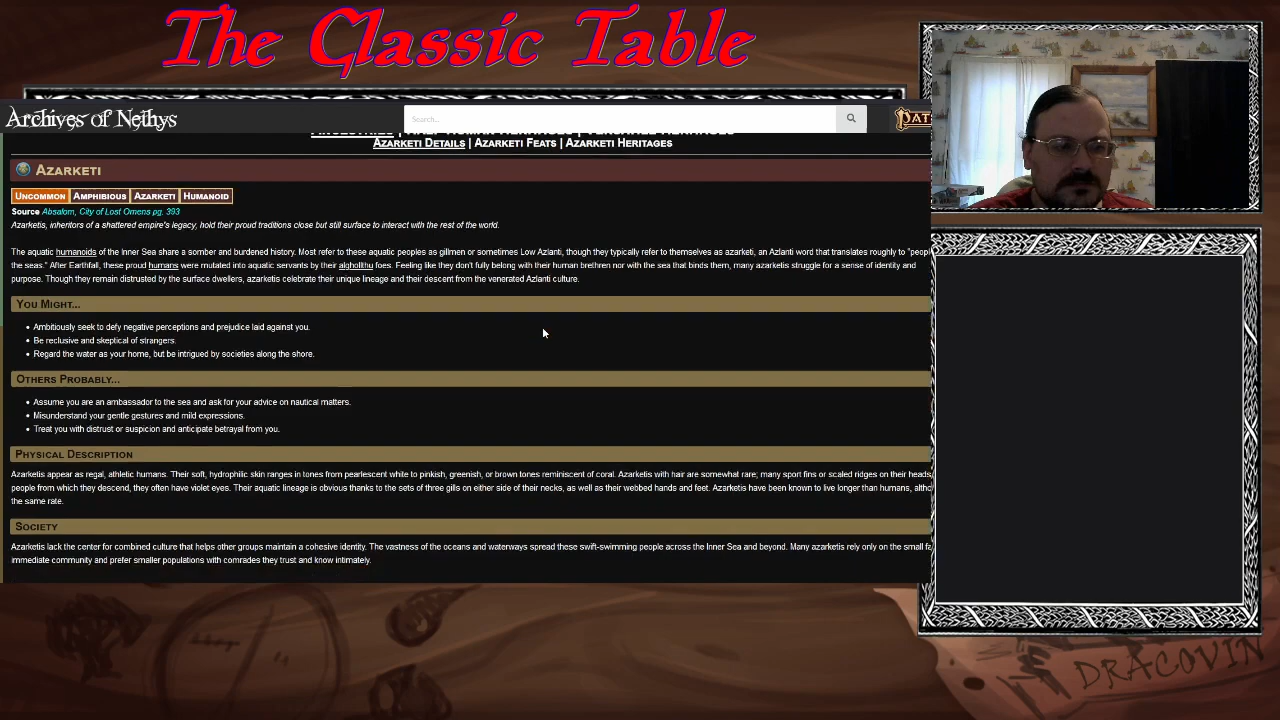 The Classic Table
Archives of Nethys
Search...
Azarketi Details | Azarketi Feats | Azarketi Heritages
Azarketi
Uncommon Amphibious Azarketi Humanoid
Source Absalom, City of Lost Omens pg. 393
Azarketis, inheritors of a shattered empire's legacy, hold their proud traditions close but still surface to interact with the rest of the world.
The aquatic humanoids of the Inner Sea share a somber and burdened history. Most refer to these aquatic peoples as gillmen or sometimes Low Azlanti, though they typically refer to themselves as azarketi, an Azlanti word that translates roughly to "peop
the seas." After Earthfall, these proud humans were mutated into aquatic servants by their alghollthu foes. Feeling like they don't fully belong with their human brethren nor with the sea that binds them, many azarketis struggle for a sense of identity and
purpose. Though they remain distrusted by the surface dwellers, azarketis celebrate their unique lineage and their descent from the venerated Azlanti culture.
You Might...
• Ambitiously seek to defy negative perceptions and prejudice laid against you.
• Be reclusive and skeptical of strangers.
• Regard the water as your home, but be intrigued by societies along the shore.
Others Probably...
• Assume you are an ambassador to the sea and ask for your advice on nautical matters.
• Misunderstand your gentle gestures and mild expressions.
• Treat you with distrust or suspicion and anticipate betrayal from you.
Physical Description
Azarketis appear as regal, athletic humans. Their soft, hydrophilic skin ranges in tones from pearlescent white to pinkish, greenish, or brown tones reminiscent of coral. Azarketis with hair are somewhat rare; many sport fins or scaled ridges on their heads,
people from which they descend, they often have violet eyes. Their aquatic lineage is obvious thanks to the sets of three gills on either side of their necks, as well as their webbed hands and feet. Azarketis have been known to live longer than humans, altho
the same rate.
Society
Azarketis lack the center for combined culture that helps other groups maintain a cohesive identity. The vastness of the oceans and waterways spread these swift-swimming people across the Inner Sea and beyond. Many azarketis rely only on the small fa
immediate community and prefer smaller populations with comrades they trust and know intimately.
DRACOVIN